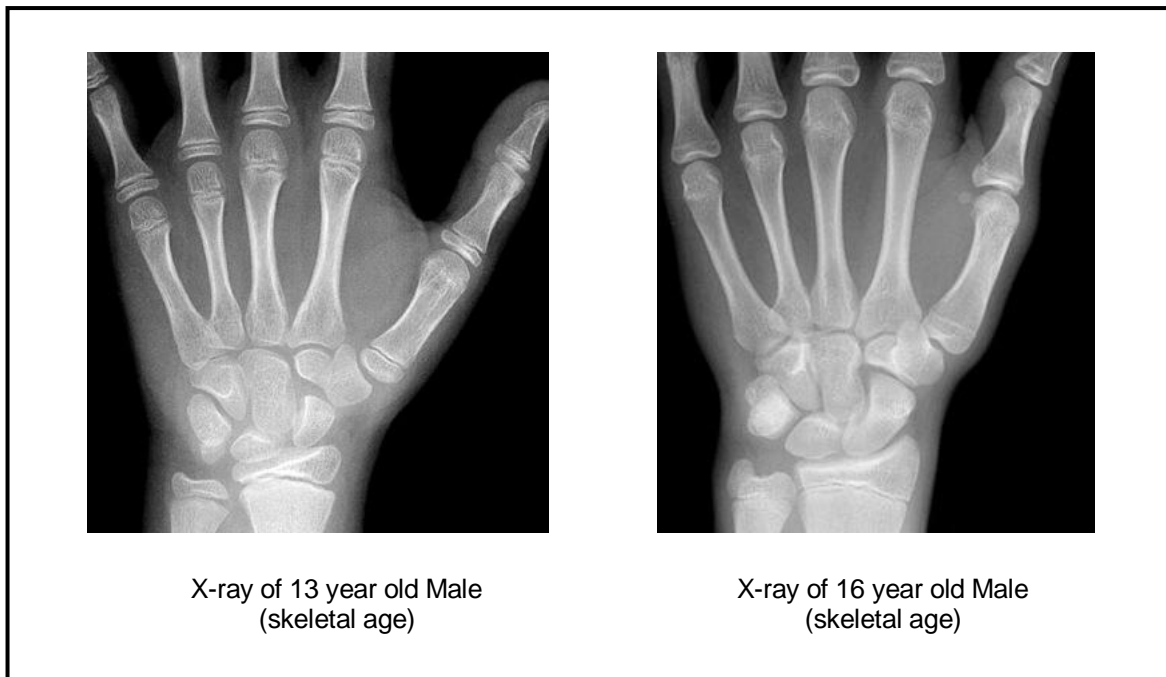 X-ray of 13 year old Male
(skeletal age)
X-ray of 16 year old Male
(skeletal age)